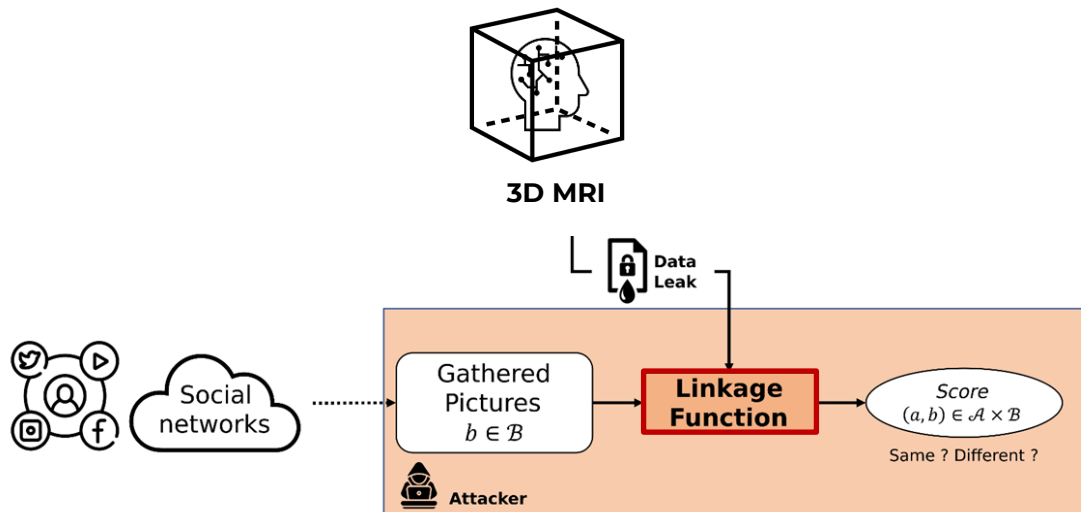 3D MRI
Data
Leak
Social
networks
Gathered
Pictures
b ∈ ℬ
Linkage
Function
Score
(a, b) ∈ 𝒜 × ℬ
Same ? Different ?
Attacker